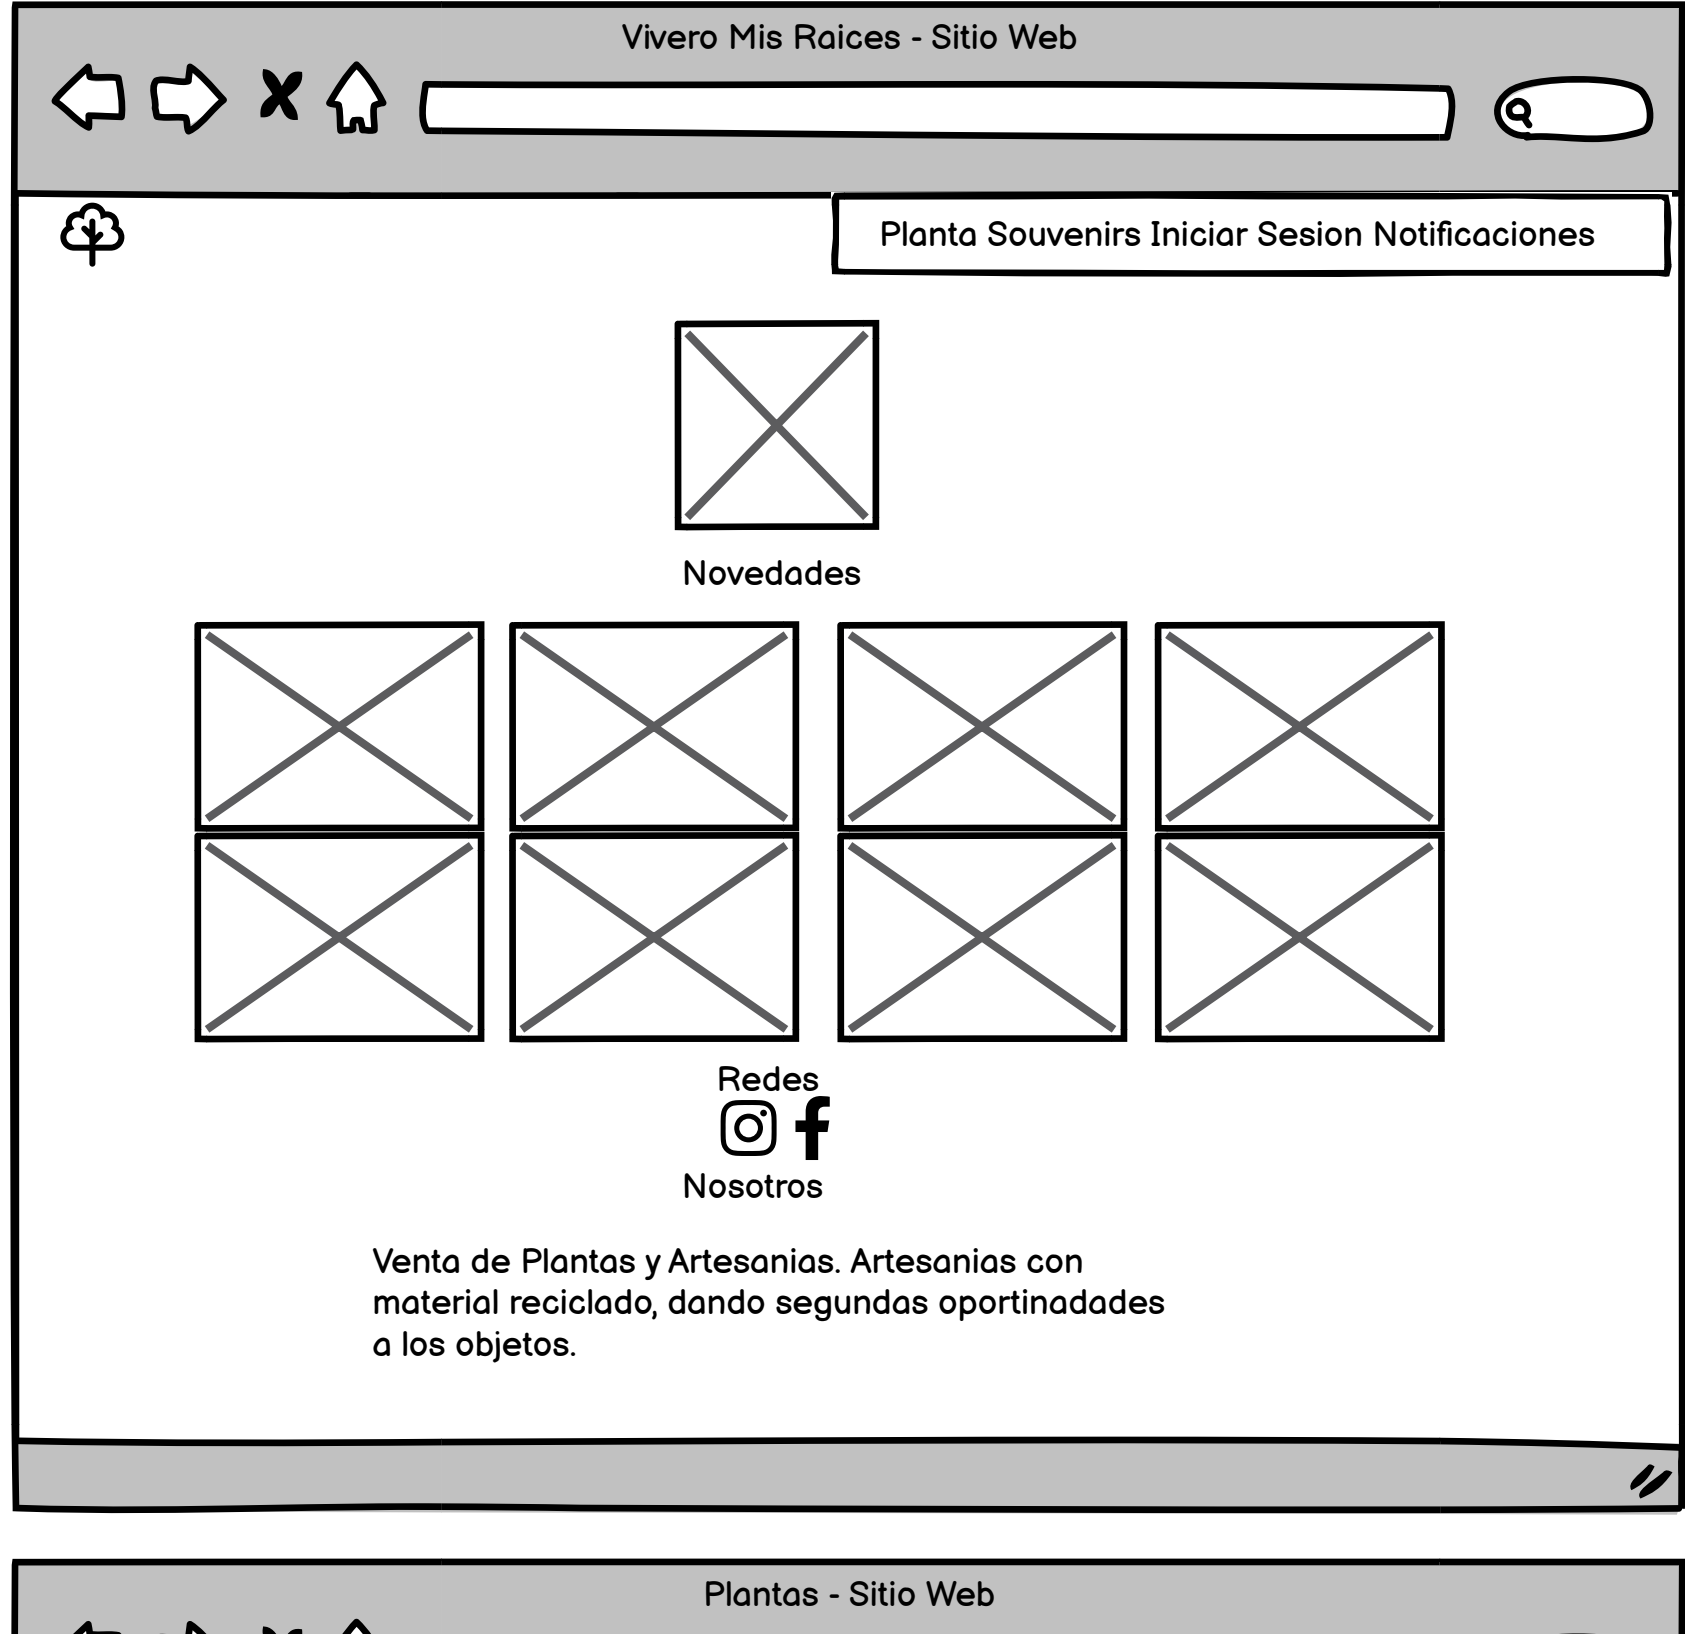 Vivero Mis Raices - Sitio Web
Planta Souvenirs Iniciar Sesion Notificaciones
Novedades
Redes
Nosotros
Venta de Plantas y Artesanias. Artesanias con
material reciclado, dando segundas oportinadades
a los objetos.
Plantas - Sitio Web